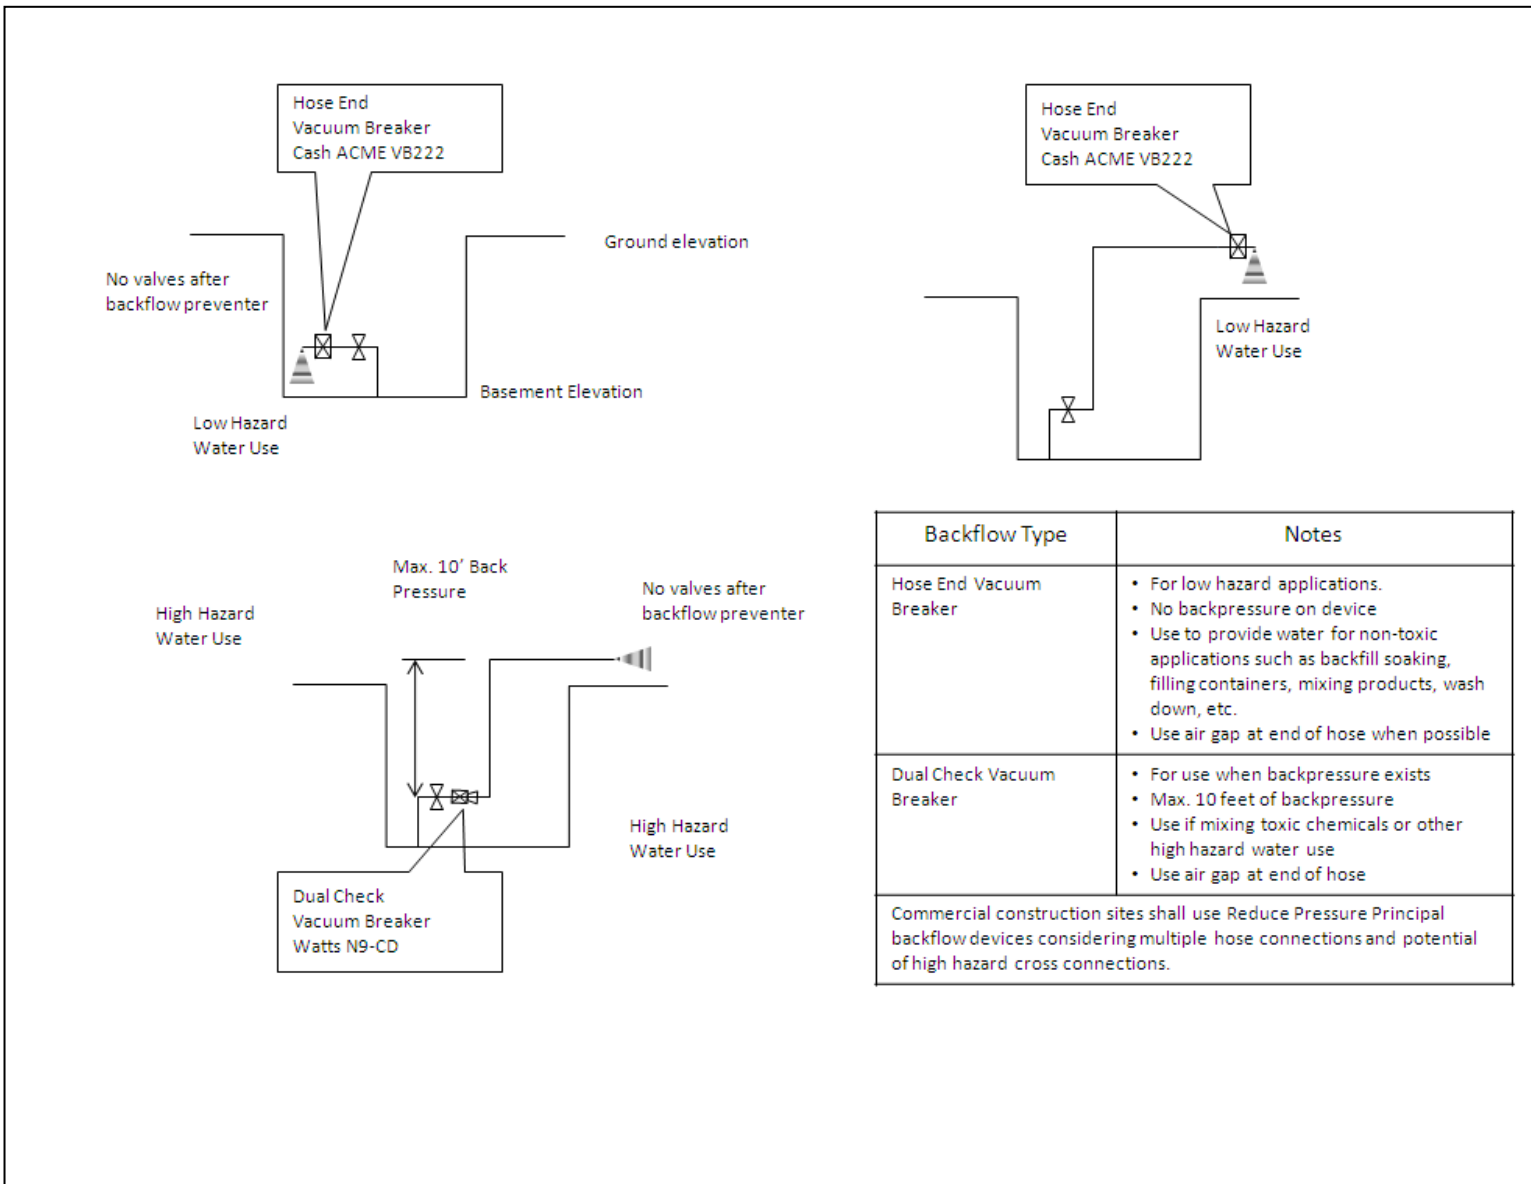 Hose End
Vacuum Breaker
Cash ACME VB222
Ground elevation
No valves after
backflow preventer
Basement Elevation
Low Hazard
Water Use
Hose End
Vacuum Breaker
Cash ACME VB222
Low Hazard
Water Use
Max. 10’ Back
Pressure
No valves after
backflow preventer
High Hazard
Water Use
High Hazard
Water Use
Dual Check
Vacuum Breaker
Watts N9-CD
Backflow Type
Notes
Hose End Vacuum
Breaker
• For low hazard applications.
• No backpressure on device
• Use to provide water for non-toxic
applications such as backfill soaking,
filling containers, mixing products, wash
down, etc.
• Use air gap at end of hose when possible
Dual Check Vacuum
Breaker
• For use when backpressure exists
• Max. 10 feet of backpressure
• Use if mixing toxic chemicals or other
high hazard water use
• Use air gap at end of hose
Commercial construction sites shall use Reduce Pressure Principal
backflow devices considering multiple hose connections and potential
of high hazard cross connections.